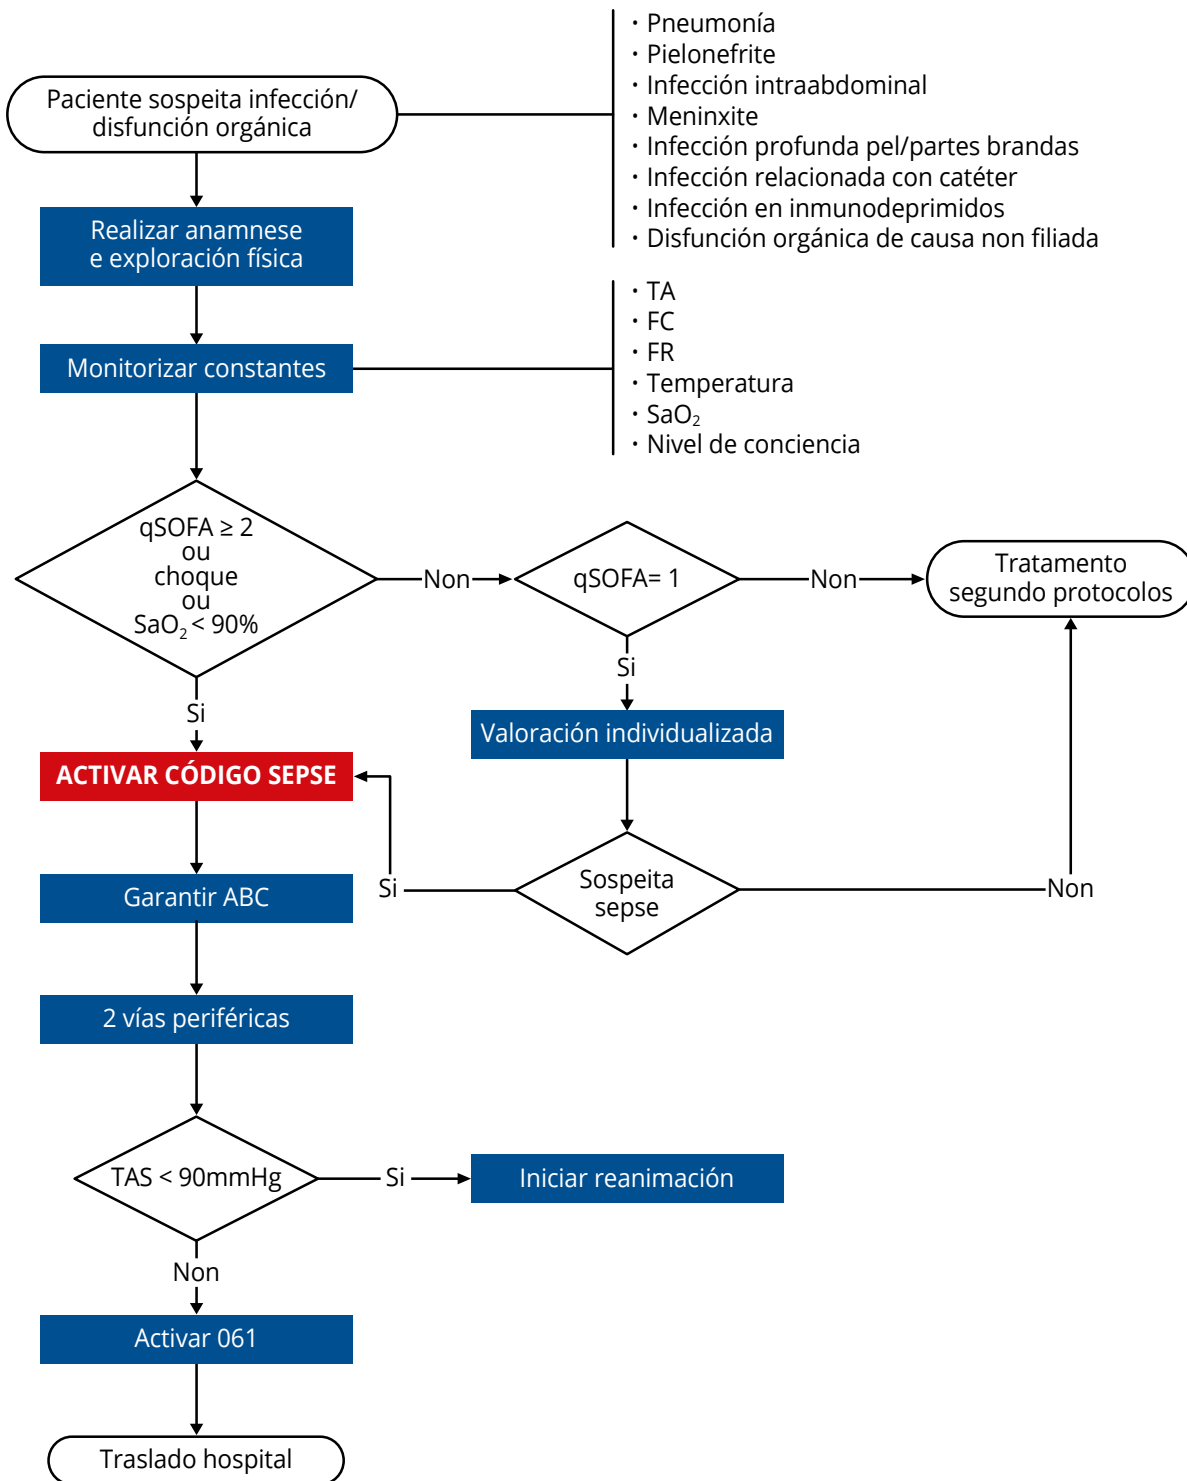 Paciente sospeita infección/
disfunción orgánica
· Pneumonía
· Pielonefrite
· Infección intraabdominal
· Meninxite
· Infección profunda pel/partes brandas
· Infección relacionada con catéter
· Infección en inmunodeprimidos
· Disfunción orgánica de causa non filiada
Realizar anamnese
e exploración física
Monitorizar constantes
· TA
· FC
· FR
· Temperatura
· SaO₂
· Nivel de conciencia
qSOFA ≥ 2
ou
choque
ou
SaO₂ < 90%
Non
qSOFA= 1
Non
Tratamento
segundo protocolos
Si
Si
Valoración individualizada
ACTIVAR CÓDIGO SEPSE
Sospeita
sepse
Si
Non
Garantir ABC
2 vías periféricas
TAS < 90mmHg
Si
Iniciar reanimación
Non
Activar 061
Traslado hospital